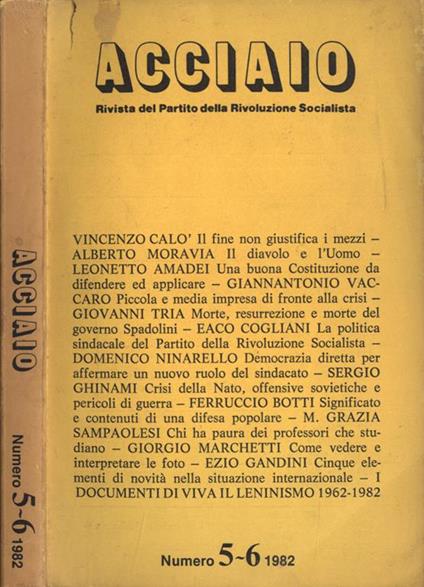 ACCIAIO
Numero 5-6 1982
ACCIAIO
Rivista del Partito della Rivoluzione Socialista
VINCENZO CALO' Il fine non giustifica i mezzi –
ALBERTO MORAVIA Il diavolo e l'Uomo –
LEONETTO AMADEI Una buona Costituzione da
difendere ed applicare – GIANNANTONIO VAC-
CARO Piccola e media impresa di fronte alla crisi –
GIOVANNI TRIA Morte, resurrezione e morte del
governo Spadolini – EACO COGLIANI La politica
sindacale del Partito della Rivoluzione Socialista –
DOMENICO NINARELLO Democrazia diretta per
affermare un nuovo ruolo del sindacato – SERGIO
GHINAMI Crisi della Nato, offensive sovietiche e
pericoli di guerra – FERRUCCIO BOTTI Significato
e contenuti di una difesa popolare – M. GRAZIA
SAMPAOLESI Chi ha paura dei professori che stu-
diano – GIORGIO MARCHETTI Come vedere e
interpretare le foto – EZIO GANDINI Cinque ele-
menti di novità nella situazione internazionale – I
DOCUMENTI DI VIVA IL LENINISMO 1962-1982
Numero 5-6 1982